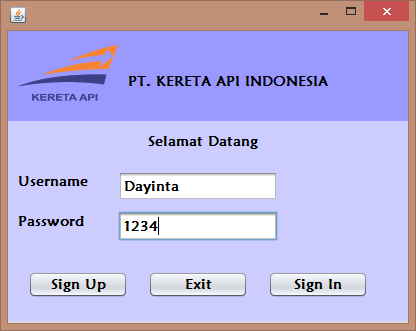 KERETA API
PT. KERETA API INDONESIA
Selamat Datang
Username
Dayinta
Password
1234
Sign Up
Exit
Sign In